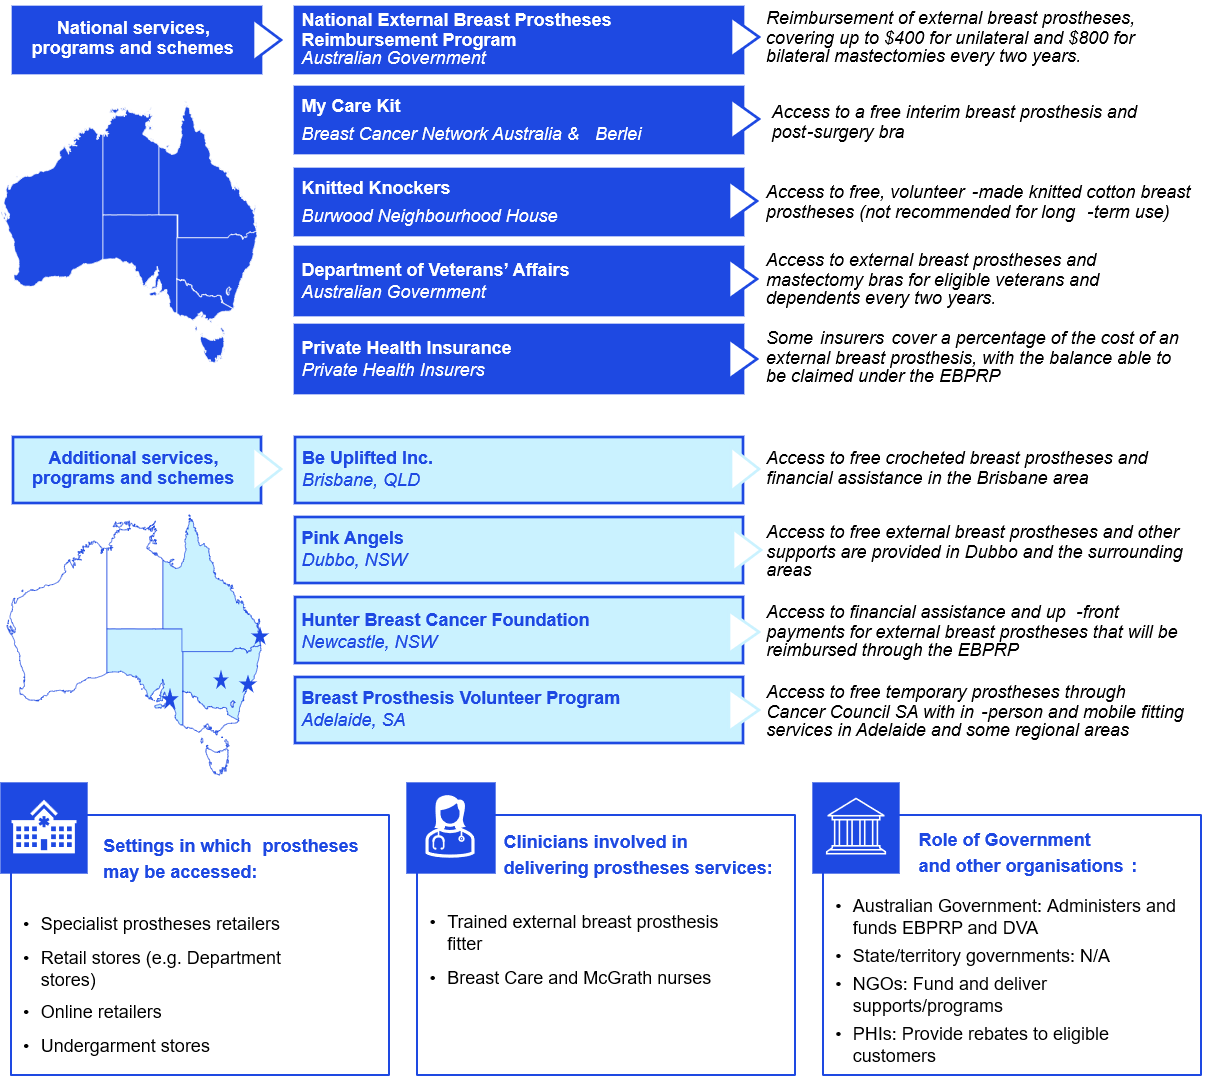 National services,
programs and schemes
National External Breast Prostheses
Reimbursement Program
Australian Government
Reimbursement of external breast prostheses,
covering up to $400 for unilateral and $800 for
bilateral mastectomies every two years.
My Care Kit
Breast Cancer Network Australia & Berlei
Access to a free interim breast prosthesis and
post-surgery bra
Knitted Knockers
Burwood Neighbourhood House
Access to free, volunteer -made knitted cotton breast
prostheses (not recommended for long -term use)
Department of Veterans’ Affairs
Australian Government
Access to external breast prostheses and
mastectomy bras for eligible veterans and
dependents every two years.
Private Health Insurance
Private Health Insurers
Some insurers cover a percentage of the cost of an
external breast prosthesis, with the balance able to
be claimed under the EBPRP
Additional services,
programs and schemes
Be Uplifted Inc.
Brisbane, QLD
Access to free crocheted breast prostheses and
financial assistance in the Brisbane area
Pink Angels
Dubbo, NSW
Access to free external breast prostheses and other
supports are provided in Dubbo and the surrounding
areas
Hunter Breast Cancer Foundation
Newcastle, NSW
Access to financial assistance and up -front
payments for external breast prostheses that will be
reimbursed through the EBPRP
Breast Prosthesis Volunteer Program
Adelaide, SA
Access to free temporary prostheses through
Cancer Council SA with in -person and mobile fitting
services in Adelaide and some regional areas
Settings in which prostheses
may be accessed:
• Specialist prostheses retailers
• Retail stores (e.g. Department
stores)
• Online retailers
• Undergarment stores
Clinicians involved in
delivering prostheses services:
• Trained external breast prosthesis
fitter
• Breast Care and McGrath nurses
Role of Government
and other organisations :
• Australian Government: Administers and
funds EBPRP and DVA
• State/territory governments: N/A
• NGOs: Fund and deliver
supports/programs
• PHIs: Provide rebates to eligible
customers